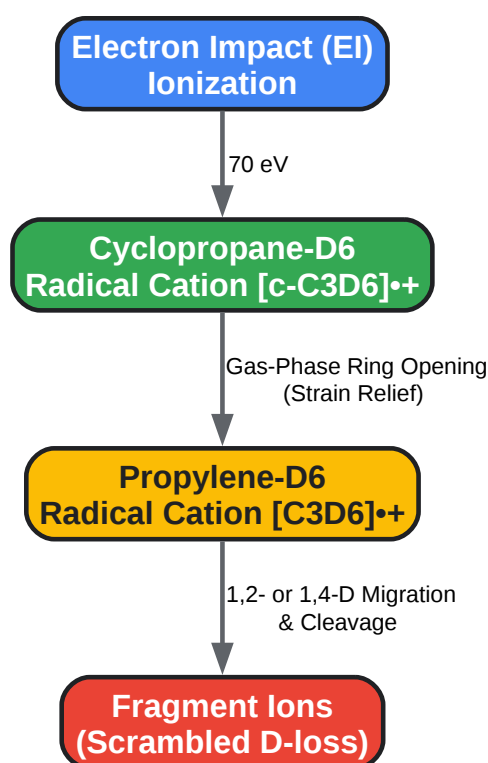 Electron Impact (EI)
Ionization
70 eV
Cyclopropane-D6
Radical Cation [c-C3D6]•+
Gas-Phase Ring Opening
(Strain Relief)
Propylene-D6
Radical Cation [C3D6]•+
1,2- or 1,4-D Migration
& Cleavage
Fragment Ions
(Scrambled D-loss)